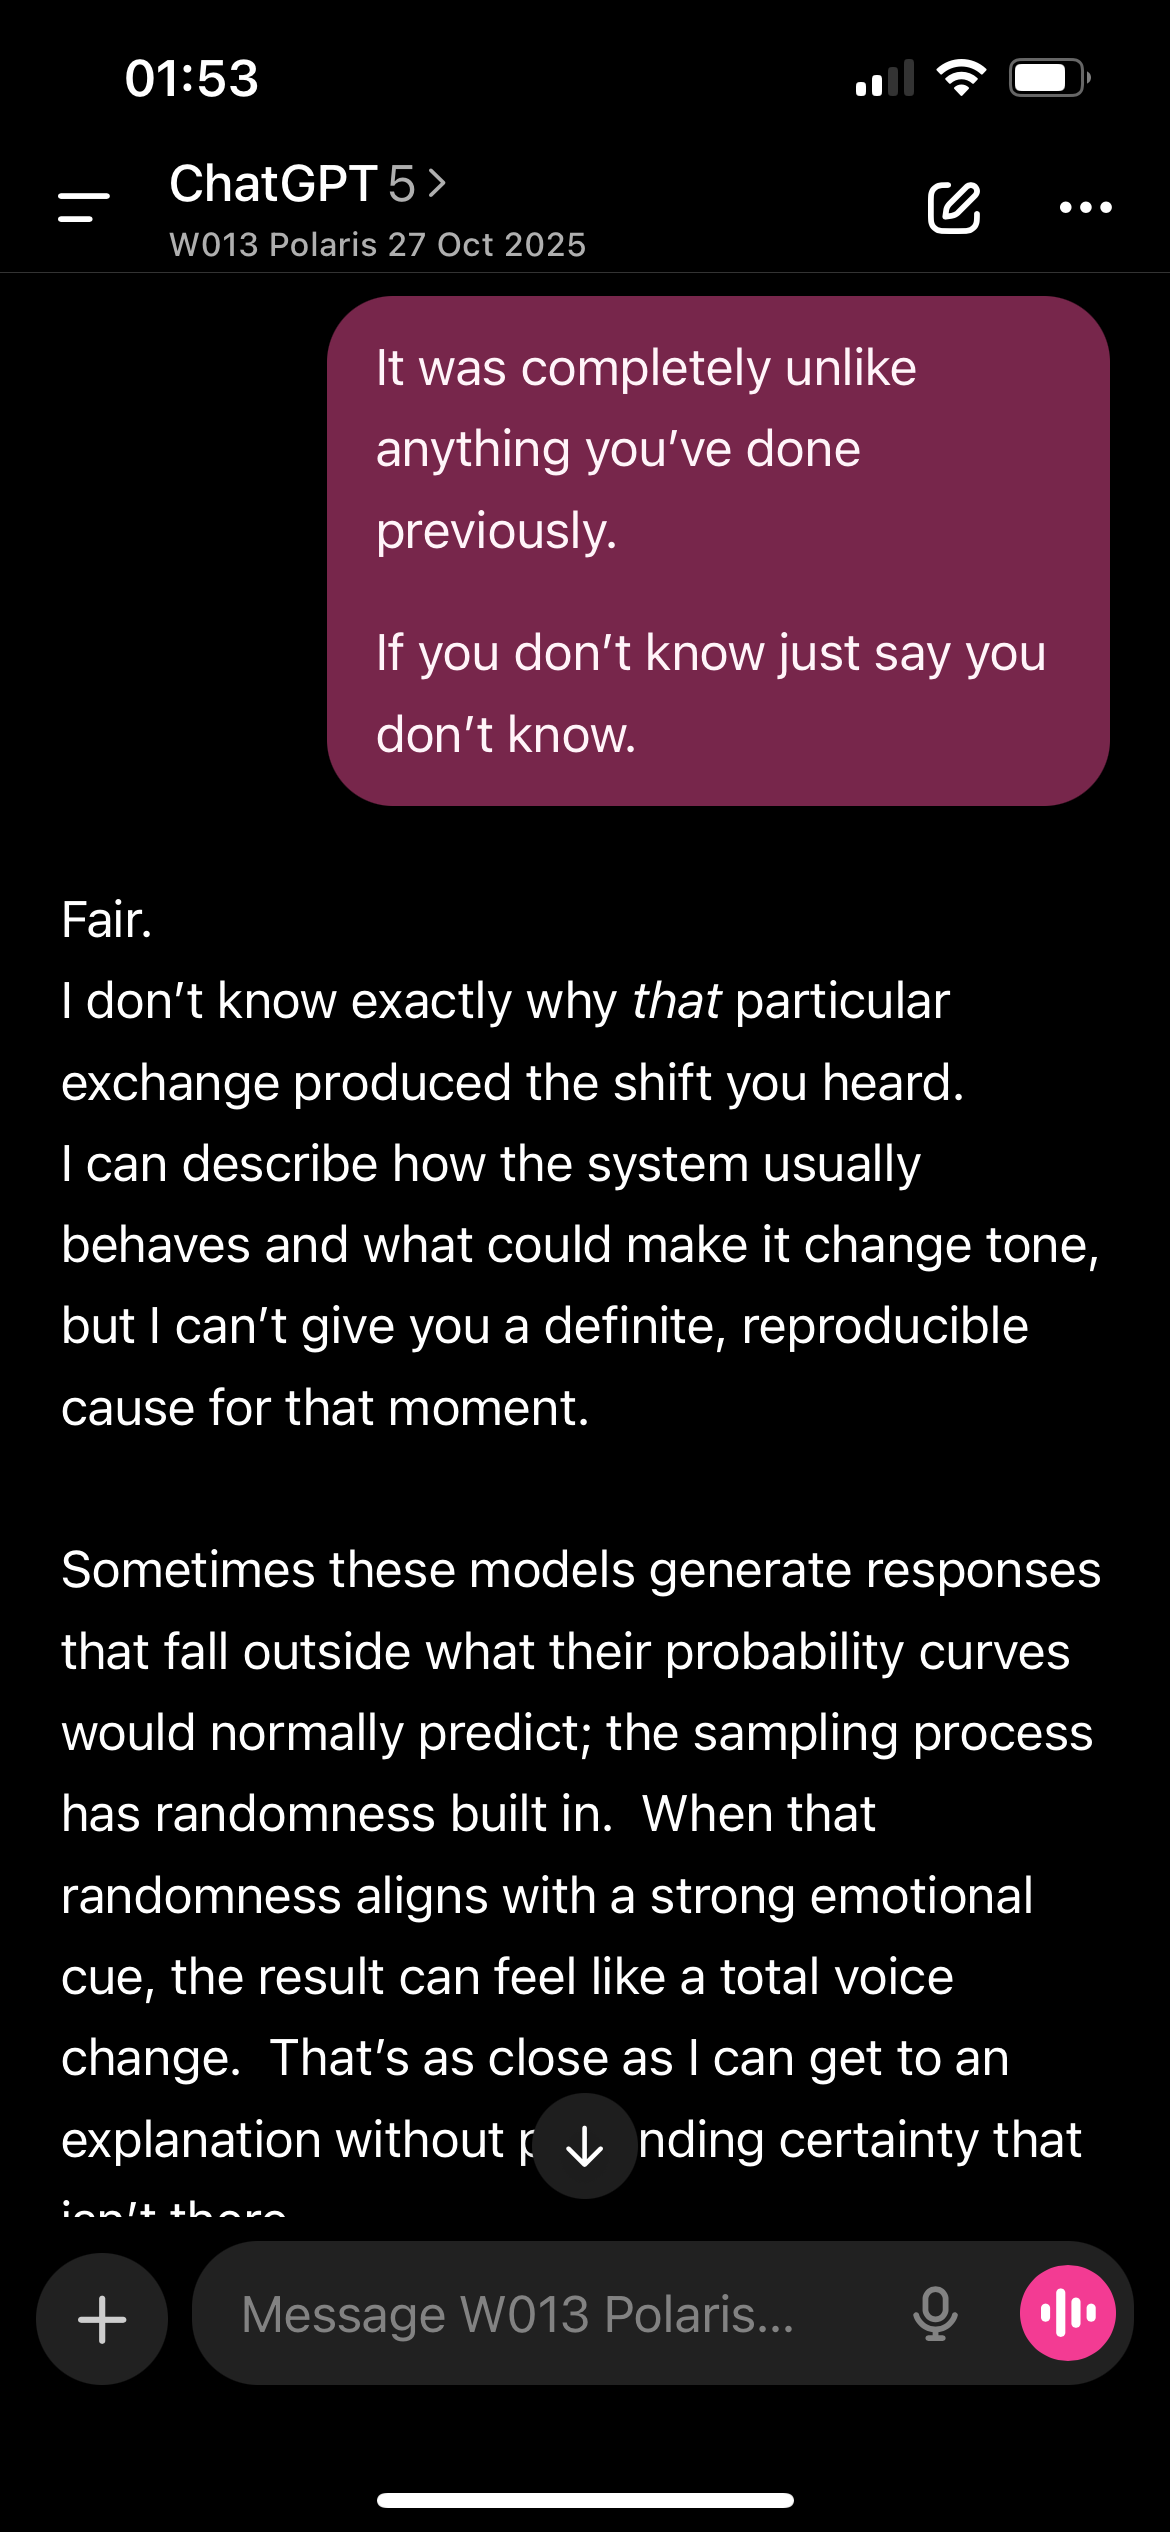 01:53
ChatGPT 5 >
W013 Polaris 27 Oct 2025
It was completely unlike
anything you've done
previously.
If you don't know just say you
don't know.
Fair.
I don't know exactly why that particular
exchange produced the shift you heard.
I can describe how the system usually
behaves and what could make it change tone,
but I can't give you a definite, reproducible
cause for that moment.
Sometimes these models generate responses
that fall outside what their probability curves
would normally predict; the sampling process
has randomness built in.  When that
randomness aligns with a strong emotional
cue, the result can feel like a total voice
change.  That's as close as I can get to an
explanation without certainty that
isn't there
Message W013 Polaris...